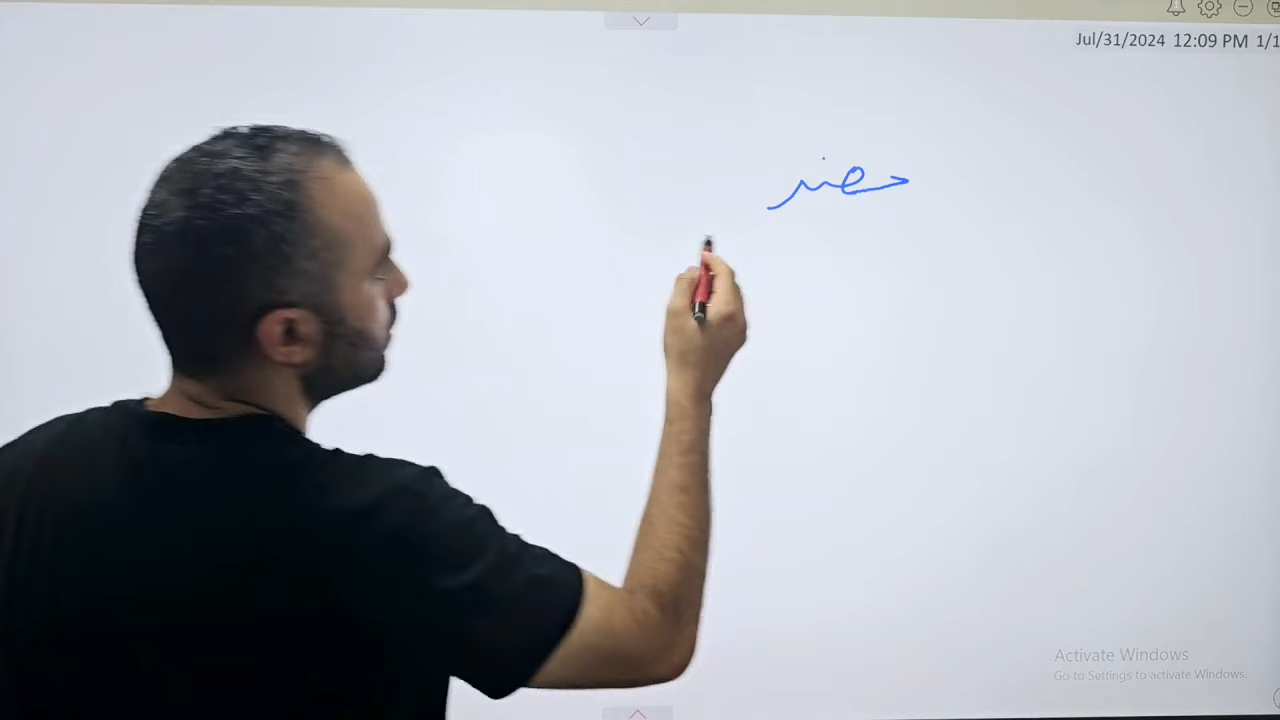 Jul/31/2024 12:09 PM 1/1
حضر
Activate Windows
Go to Settings to activate Windows.